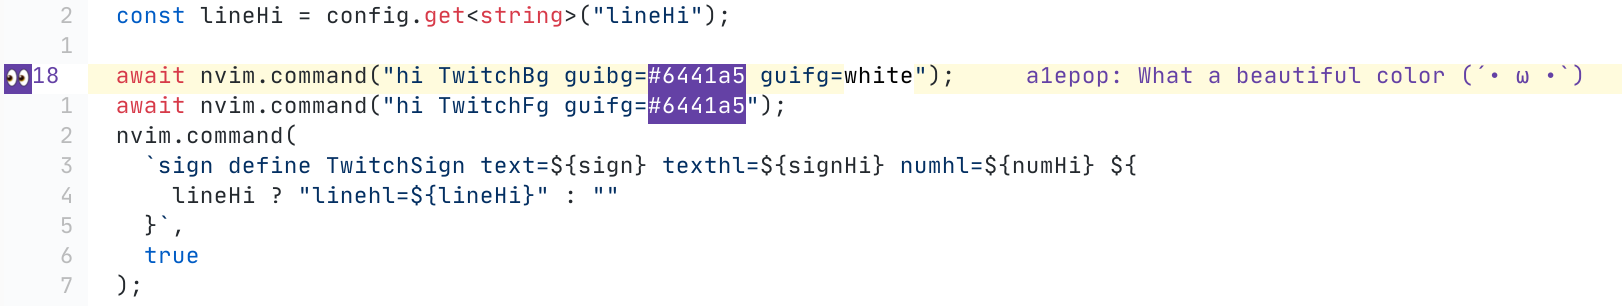 2 const lineHi = config.get<string>("lineHi");
1
👀18 await nvim.command("hi TwitchBg guibg=#6441a5 guifg=white"); a1epop: What a beautiful color (´• ω •`)
1 await nvim.command("hi TwitchFg guifg=#6441a5");
2 nvim.command(
3 `sign define TwitchSign text=${sign} texthl=${signHi} numhl=${numHi} ${
4 lineHi ? "linehl=${lineHi}" : ""
5 }`,
6 true
7 );